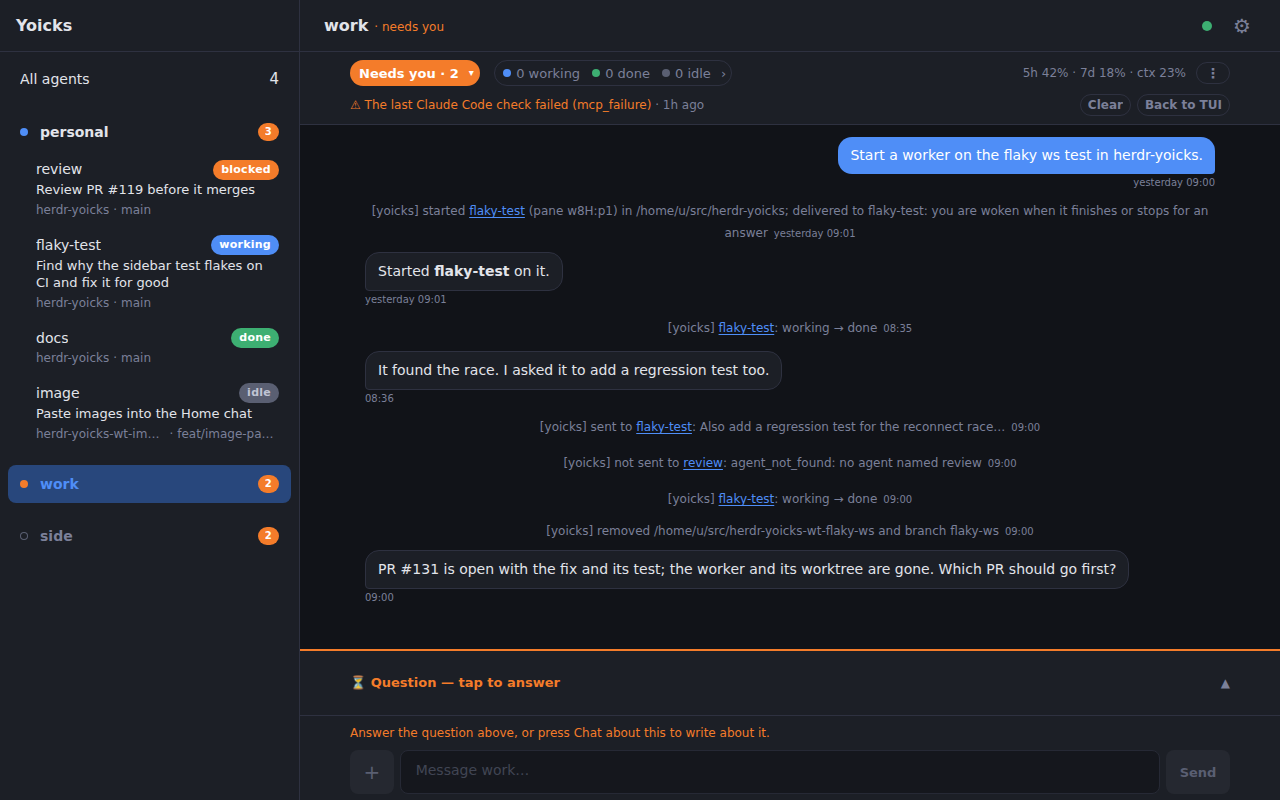 Yoicks
All agents 4
personal 3
review blocked
Review PR #119 before it merges
herdr-yoicks · main
flaky-test working
Find why the sidebar test flakes on
CI and fix it for good
herdr-yoicks · main
docs done
herdr-yoicks · main
image idle
Paste images into the Home chat
herdr-yoicks-wt-im… · feat/image-pa…
work 2
side 2
work · needs you
Needs you · 2 ▾ 0 working 0 done 0 idle › 5h 42% · 7d 18% · ctx 23% ⋮
⚠ The last Claude Code check failed (mcp_failure) · 1h ago Clear Back to TUI
Start a worker on the flaky ws test in herdr-yoicks.
yesterday 09:00
[yoicks] started flaky-test (pane w8H:p1) in /home/u/src/herdr-yoicks; delivered to flaky-test: you are woken when it finishes or stops for an
answer yesterday 09:01
Started flaky-test on it.
yesterday 09:01
[yoicks] flaky-test: working → done 08:35
It found the race. I asked it to add a regression test too.
08:36
[yoicks] sent to flaky-test: Also add a regression test for the reconnect race… 09:00
[yoicks] not sent to review: agent_not_found: no agent named review 09:00
[yoicks] flaky-test: working → done 09:00
[yoicks] removed /home/u/src/herdr-yoicks-wt-flaky-ws and branch flaky-ws 09:00
PR #131 is open with the fix and its test; the worker and its worktree are gone. Which PR should go first?
09:00
⏳ Question — tap to answer ▲
Answer the question above, or press Chat about this to write about it.
+ Message work… Send